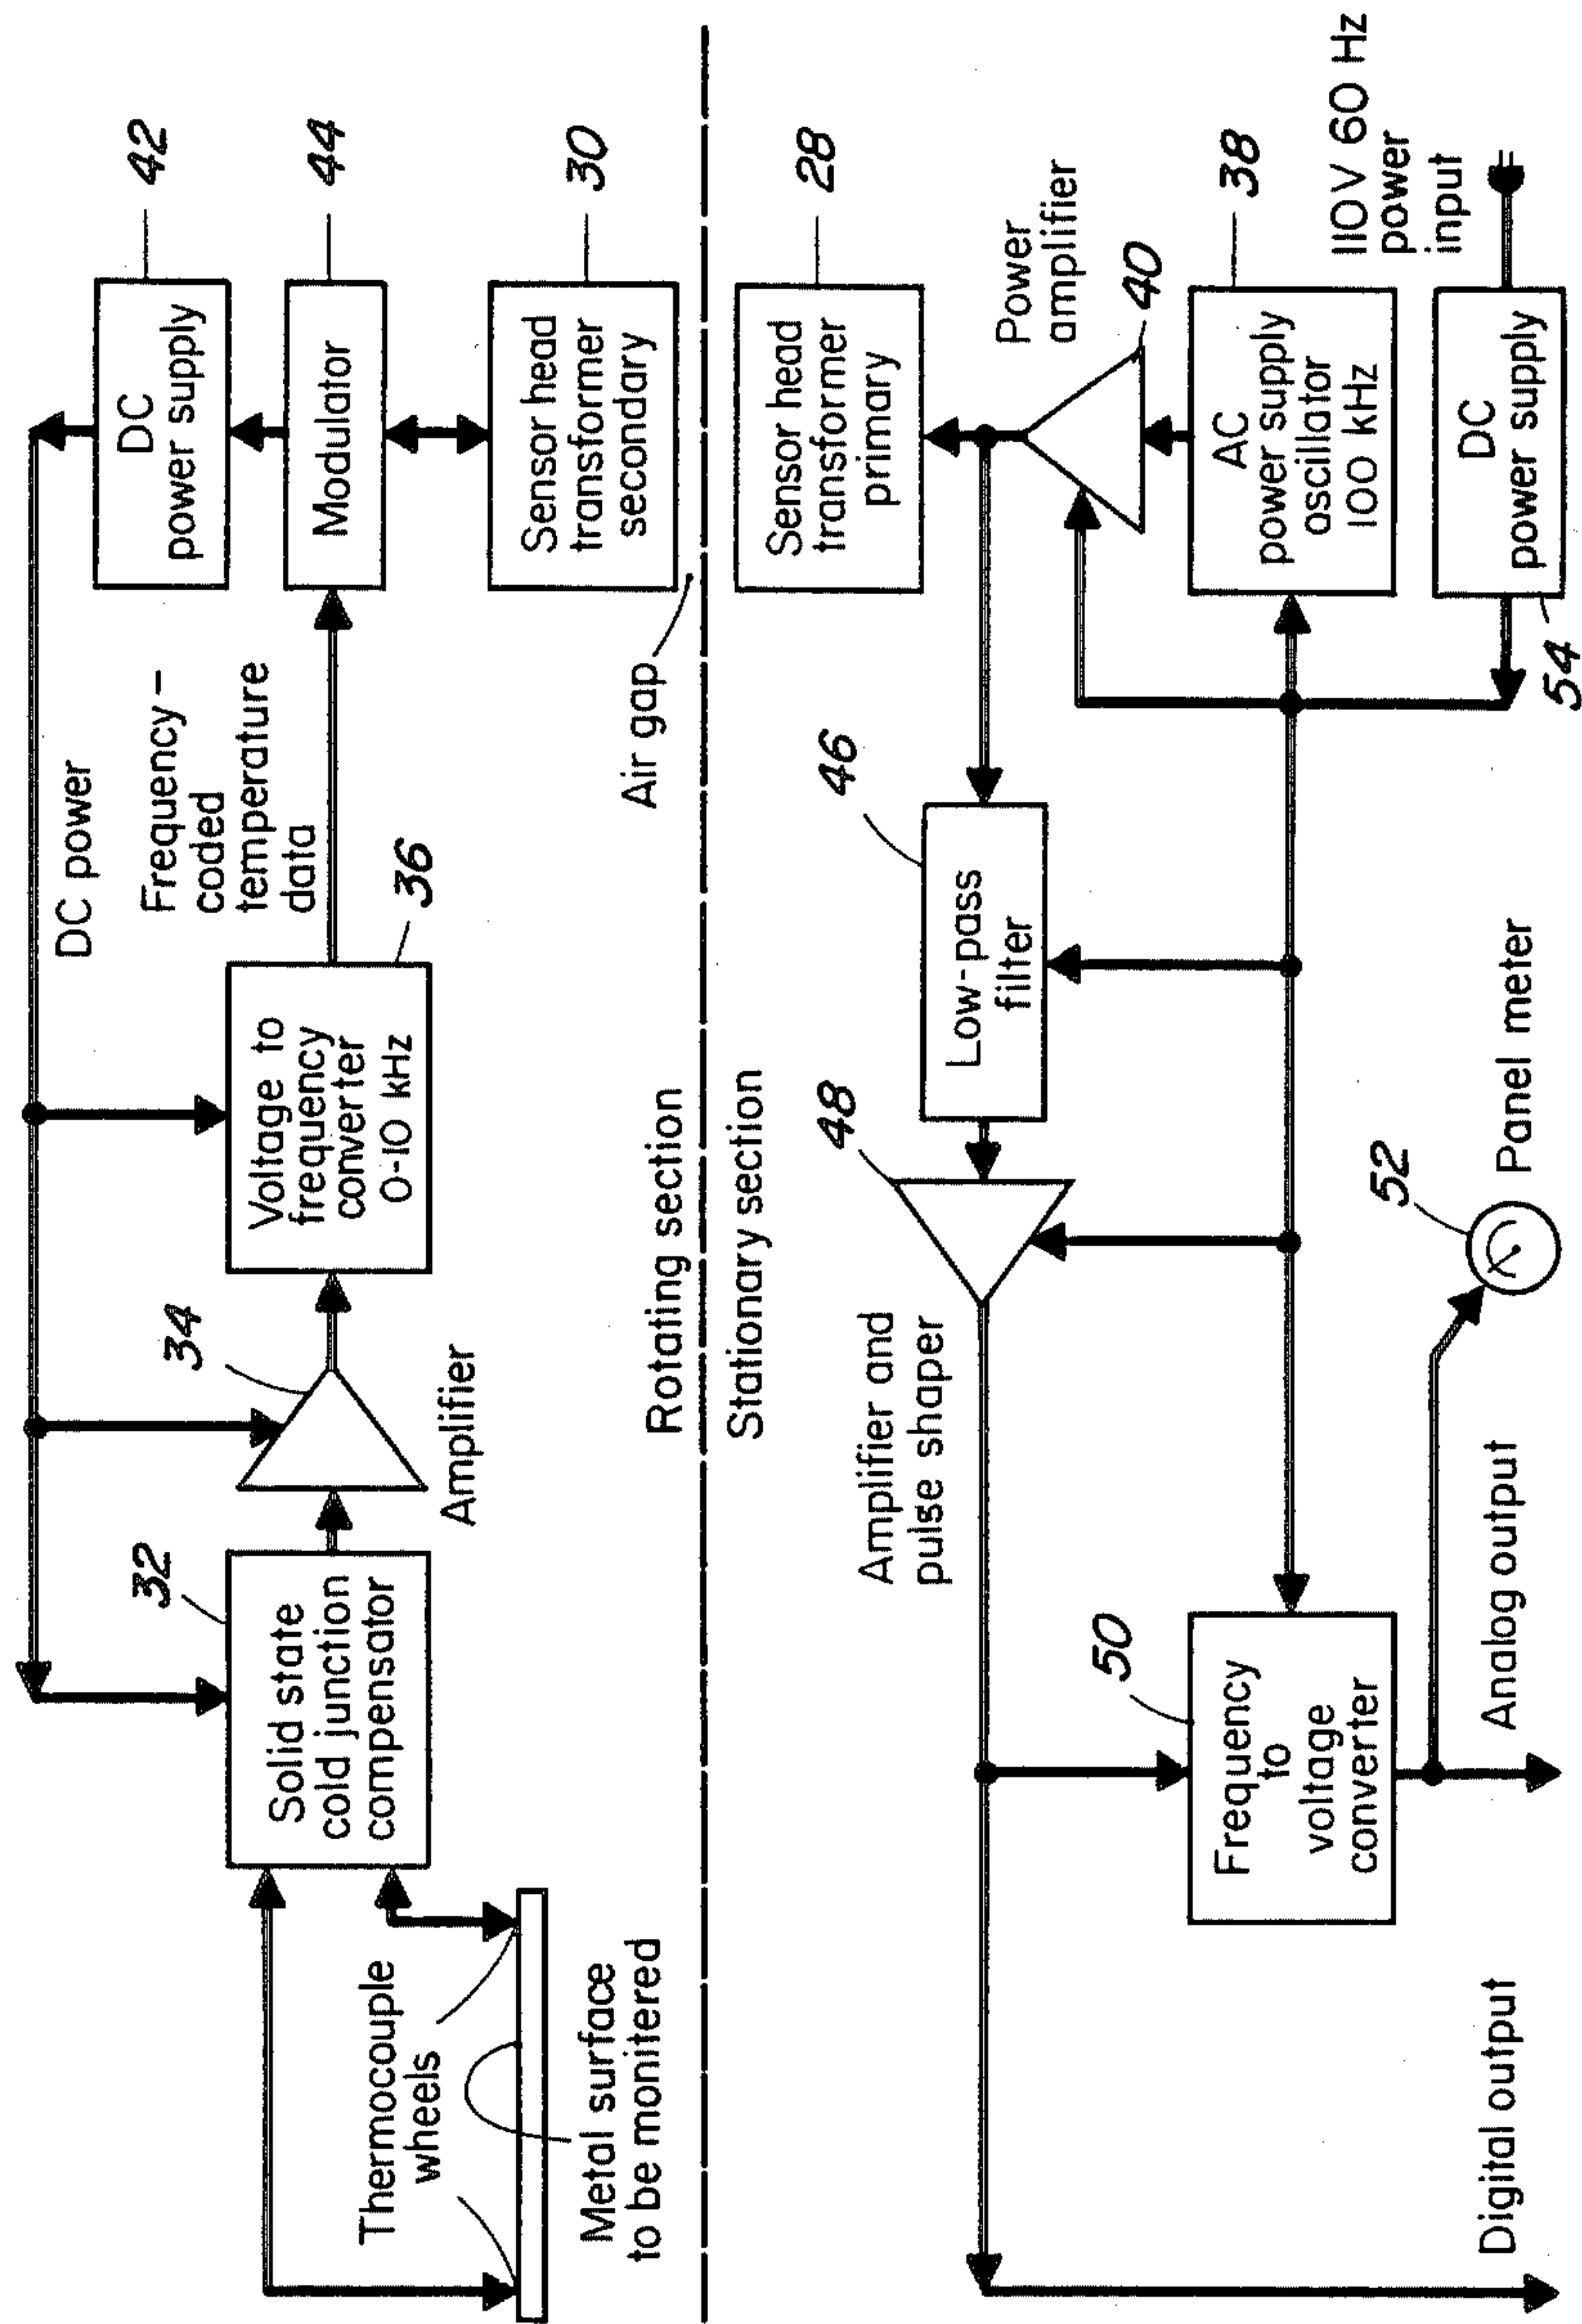 DC
power supply
42
DC power
Modulator
44
Frequency-
coded
temperature
data
Sensor head
transformer
secondary
30
Voltage to
frequency
converter
0-10 kHz
36
34
Amplifier
Solid state
cold junction
compensator
32
Thermocouple
wheels
Metal surface
to be monitered
Air gap
Rotating section
Stationary section
Sensor head
transformer
primary
28
Power
amplifier
40
AC
power supply
oscillator
100 kHz
38
110V 60 Hz
power
input
DC
power supply
54
Low-pass
filter
46
48
Amplifier and
pulse shaper
Frequency
to
voltage
converter
50
52
Panel meter
Analog output
Digital output